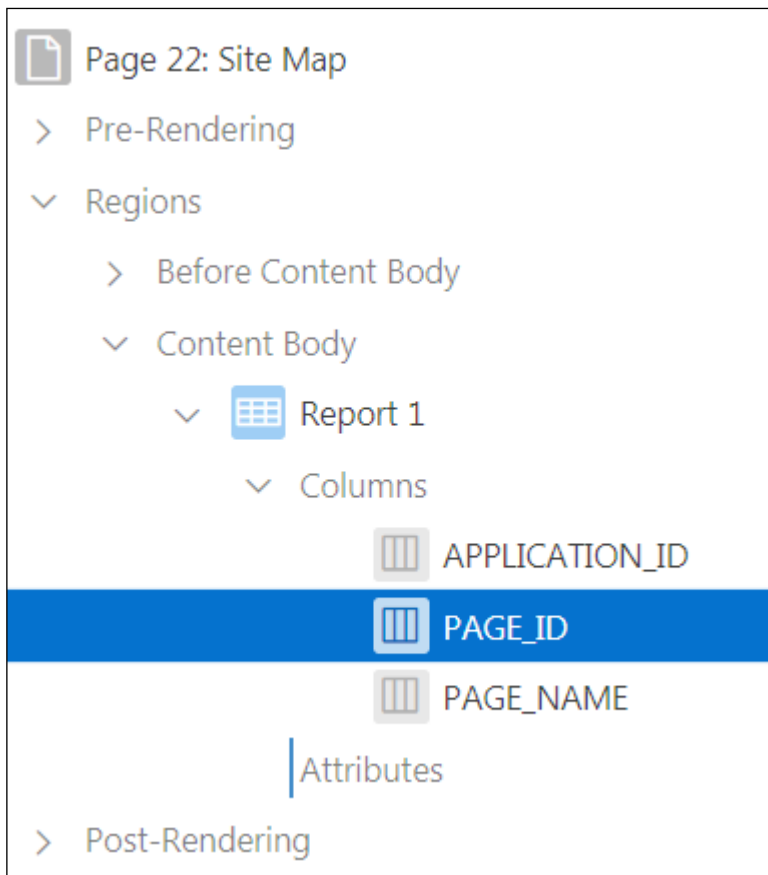 Page 22: Site Map
Pre-Rendering
Regions
Before Content Body
Content Body
Report 1
Columns
APPLICATION_ID
PAGE_ID
PAGE_NAME
Attributes
Post-Rendering